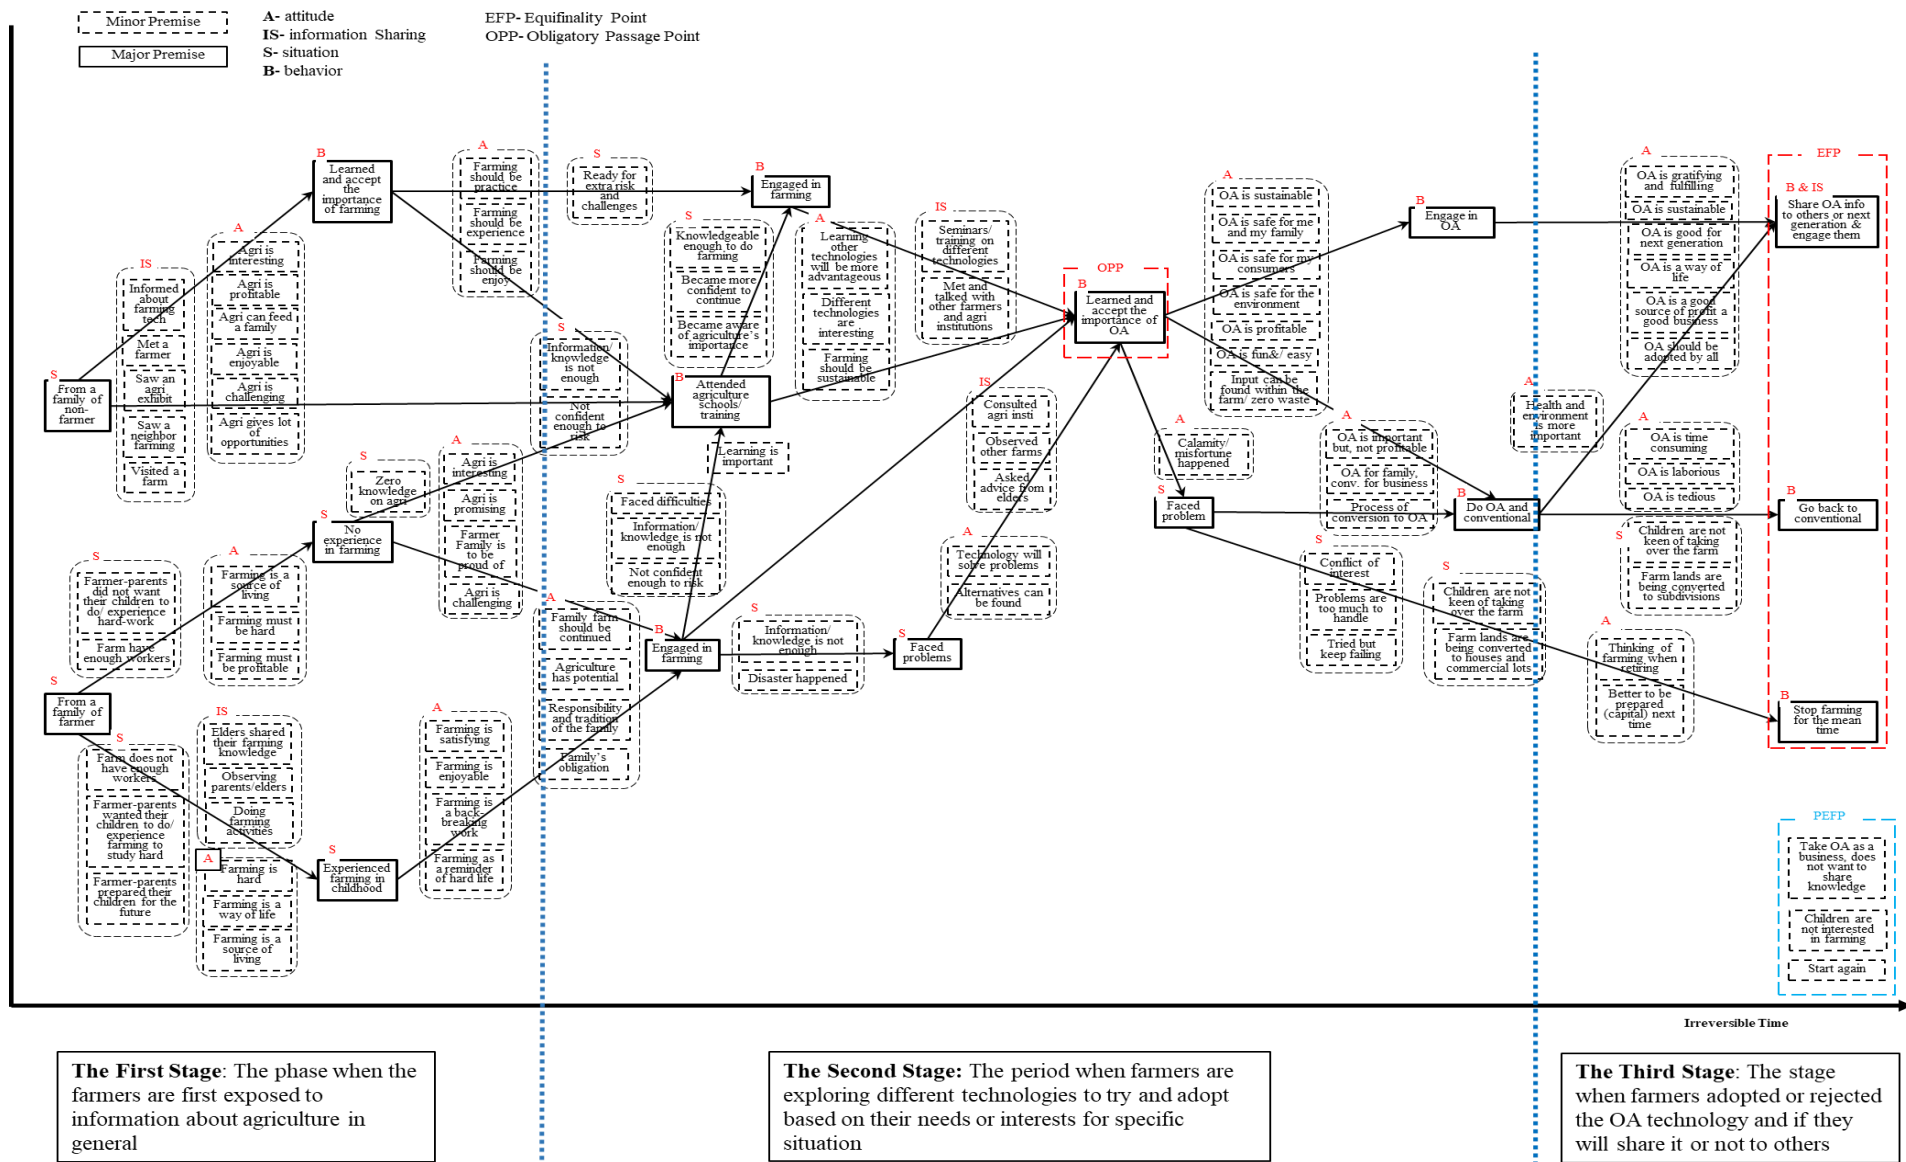 Minor Premise
Major Premise
A- attitude
IS- information Sharing
S- situation
B- behavior
EFP- Equifinality Point
OPP- Obligatory Passage Point
B
Learned
and accept
the
importance
of farming
A
Farming
should be
practice
Farming
should be
experience
Farming
should be
enjoy
S
Ready for
extra risk
and
challenges
B
Engaged in
farming
IS
Informed
about
farming
tech
Met a
farmer
Saw an
agri
exhibit
Saw a
neighbor
farming
Visited a
farm
A
Agri is
interesting
Agri is
profitable
Agri can feed
a family
Agri is
enjoyable
Agri is
challenging
Agri gives lot
of
opportunities
S
From a
family of
non-
farmer
S
Information/
knowledge
is not
enough
Not
confident
enough to
risk
S
Knowledgeable
enough to do
farming
Became more
confident to
continue
Became aware
of agriculture's
importance
A
Learning
other
technologies
will be more
advantageous
Different
technologies
are
interesting
Farming
should be
sustainable
IS
Seminars/
training on
different
technologies
Met and
talked with
other farmers
and agri
institutions
B
Attended
agriculture
schools/
training
Learning is
important
OPP
B
Learned and
accept the
importance of
OA
A
OA is sustainable
OA is safe for me
and my family
OA is safe for my
consumers
OA is safe for the
environment
OA is profitable
OA is fun&/ easy
Input can be
found within the
farm/ zero waste
B
Engage in
OA
A
OA is gratifying
and fulfilling
OA is sustainable
OA is good for
next generation
OA is a way of
life
OA is a good
source of profit a
good business
OA should be
adopted by all
EFP
B & IS
Share OA info
to others or next
generation &
engage them
S
Zero
knowledge
on agri
S
No
experience in
farming
A
Agri is
interesting
Agri is
promising
Farmer
Family is
to be
proud of
Agri is
challenging
S
Faced difficulties
Information/
knowledge is not
enough
Not confident
enough to risk
IS
Consulted
agri insti
Observed
other farms
Asked
advice from
elders
A
Technology will
solve problems
Alternatives can
be found
A
Calamity/
misfortune
happened
S
Faced
problem
A
OA is important
but, not profitable
OA for family,
conv. for business
Process of
conversion to OA
B
Do OA and
conventional
A
Health and
environment
is more
important
A
OA is time
consuming
OA is laborious
OA is tedious
S
Children are not
keen of taking
over the farm
Farm lands are
being converted
to subdivisions
B
Go back to
conventional
S
Farmer-parents
did not want
their children to
do/ experience
hard-work
Farm have
enough workers
A
Farming is a
source of
living
Farming must
be hard
Farming must
be profitable
S
From a
family of
farmer
A
Family farm
should be
continued
Agriculture
has potential
Responsibility
and tradition
of the family
Family's
obligation
B
Engaged in
farming
S
Information/
knowledge is not
enough
Disaster happened
S
Faced
problems
S
Conflict of
interest
Problems are
too much to
handle
Tried but
keep failing
S
Children are not
keen of taking
over the farm
Farm lands are
being converted
to houses and
commercial lots
A
Thinking of
farming when
retiring
Better to be
prepared
(capital) next
time
B
Stop farming
for the mean
time
S
Farm does not
have enough
workers
Farmer-parents
wanted their
children to do/
experience
farming to
study hard
Farmer-parents
prepared their
children for the
future
IS
Elders shared
their farming
knowledge
Observing
parents/elders
Doing
farming
activities
A
Farming is
hard
Farming is a
way of life
Farming is a
source of
living
S
Experienced
farming in
childhood
A
Farming is
satisfying
Farming is
enjoyable
Farming is
a back-
breaking
work
Farming as
a reminder
of hard life
PEFP
Take OA as a
business, does
not want to
share
knowledge
Children are
not interested
in farming
Start again
Irreversible Time
The First Stage: The phase when the
farmers are first exposed to
information about agriculture in
general
The Second Stage: The period when farmers are
exploring different technologies to try and adopt
based on their needs or interests for specific
situation
The Third Stage: The stage
when farmers adopted or rejected
the OA technology and if they
will share it or not to others